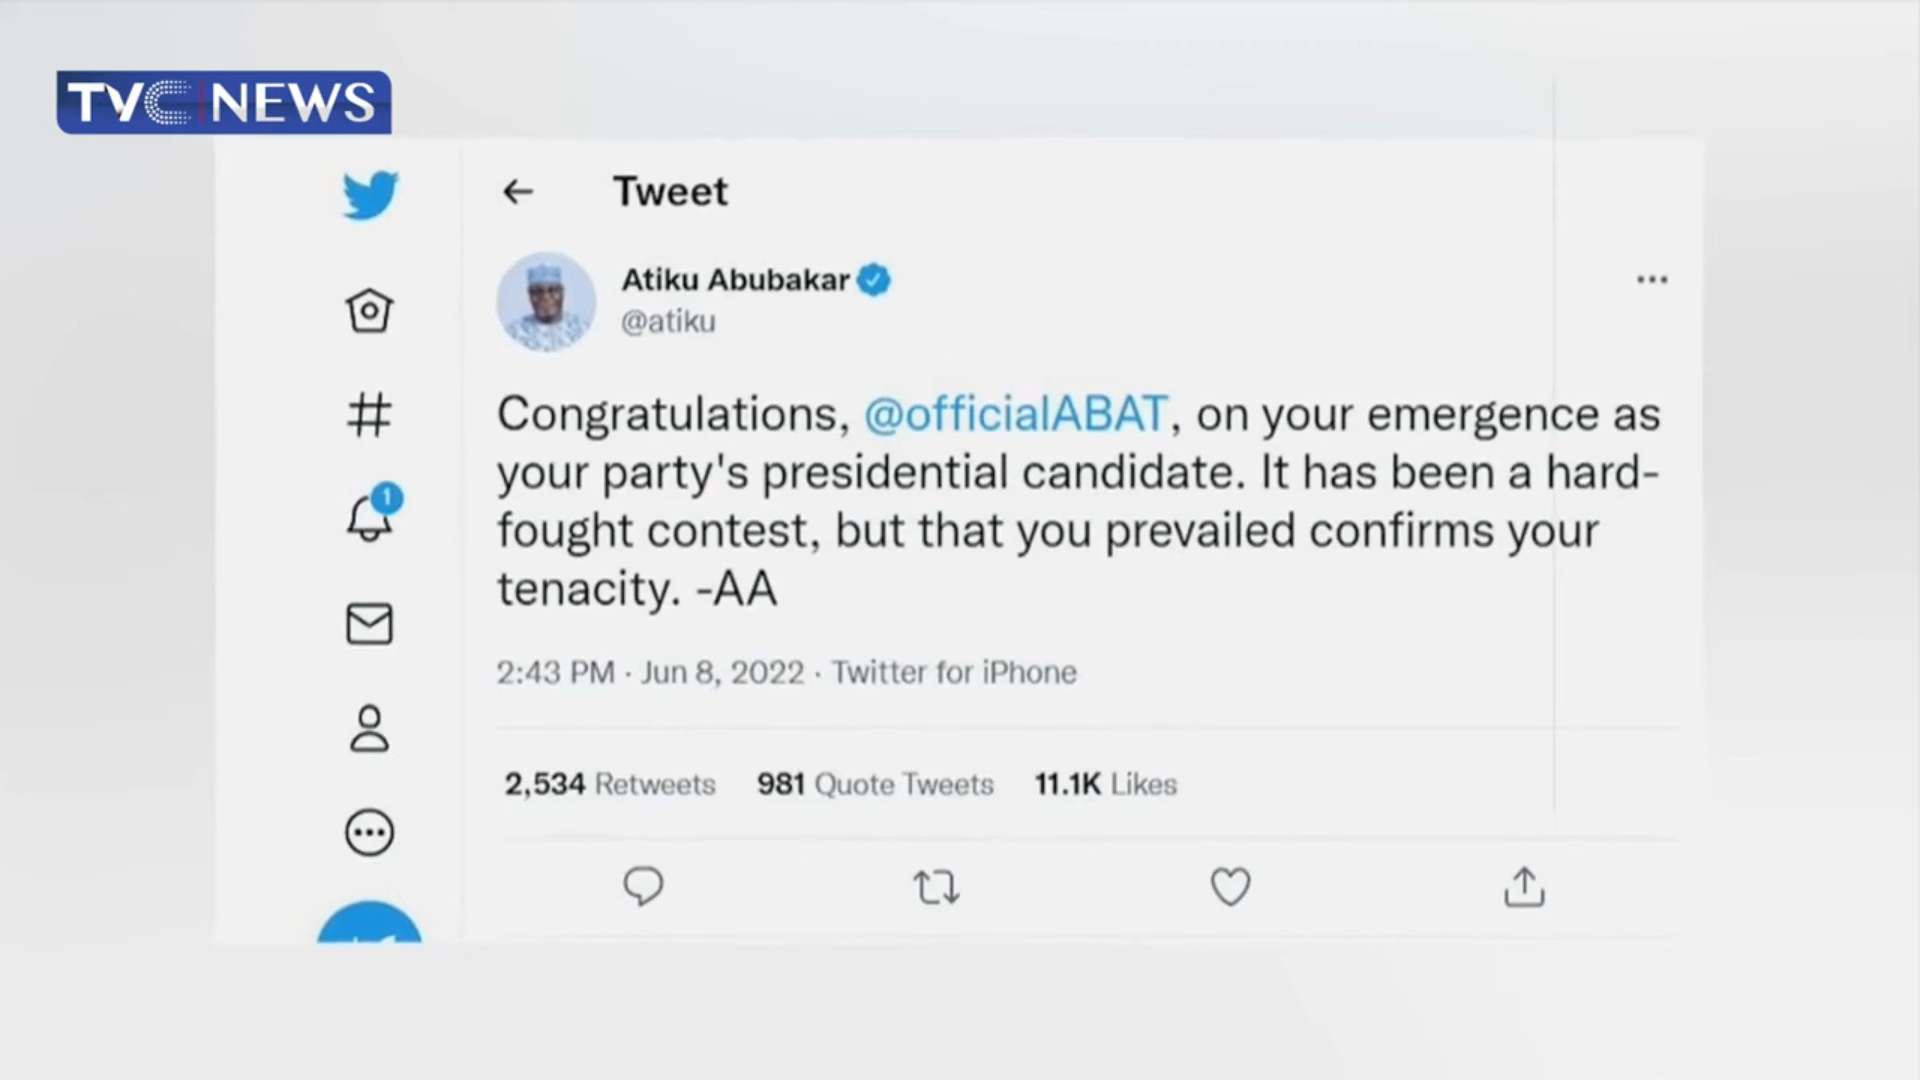 TVC NEWS
Tweet
Atiku Abubakar
@atiku
Congratulations, @officialABAT, on your emergence as
your party's presidential candidate. It has been a hard-
fought contest, but that you prevailed confirms your
tenacity. -AA
2:43 PM · Jun 8, 2022 · Twitter for iPhone
2,534 Retweets 981 Quote Tweets 11.1K Likes
1